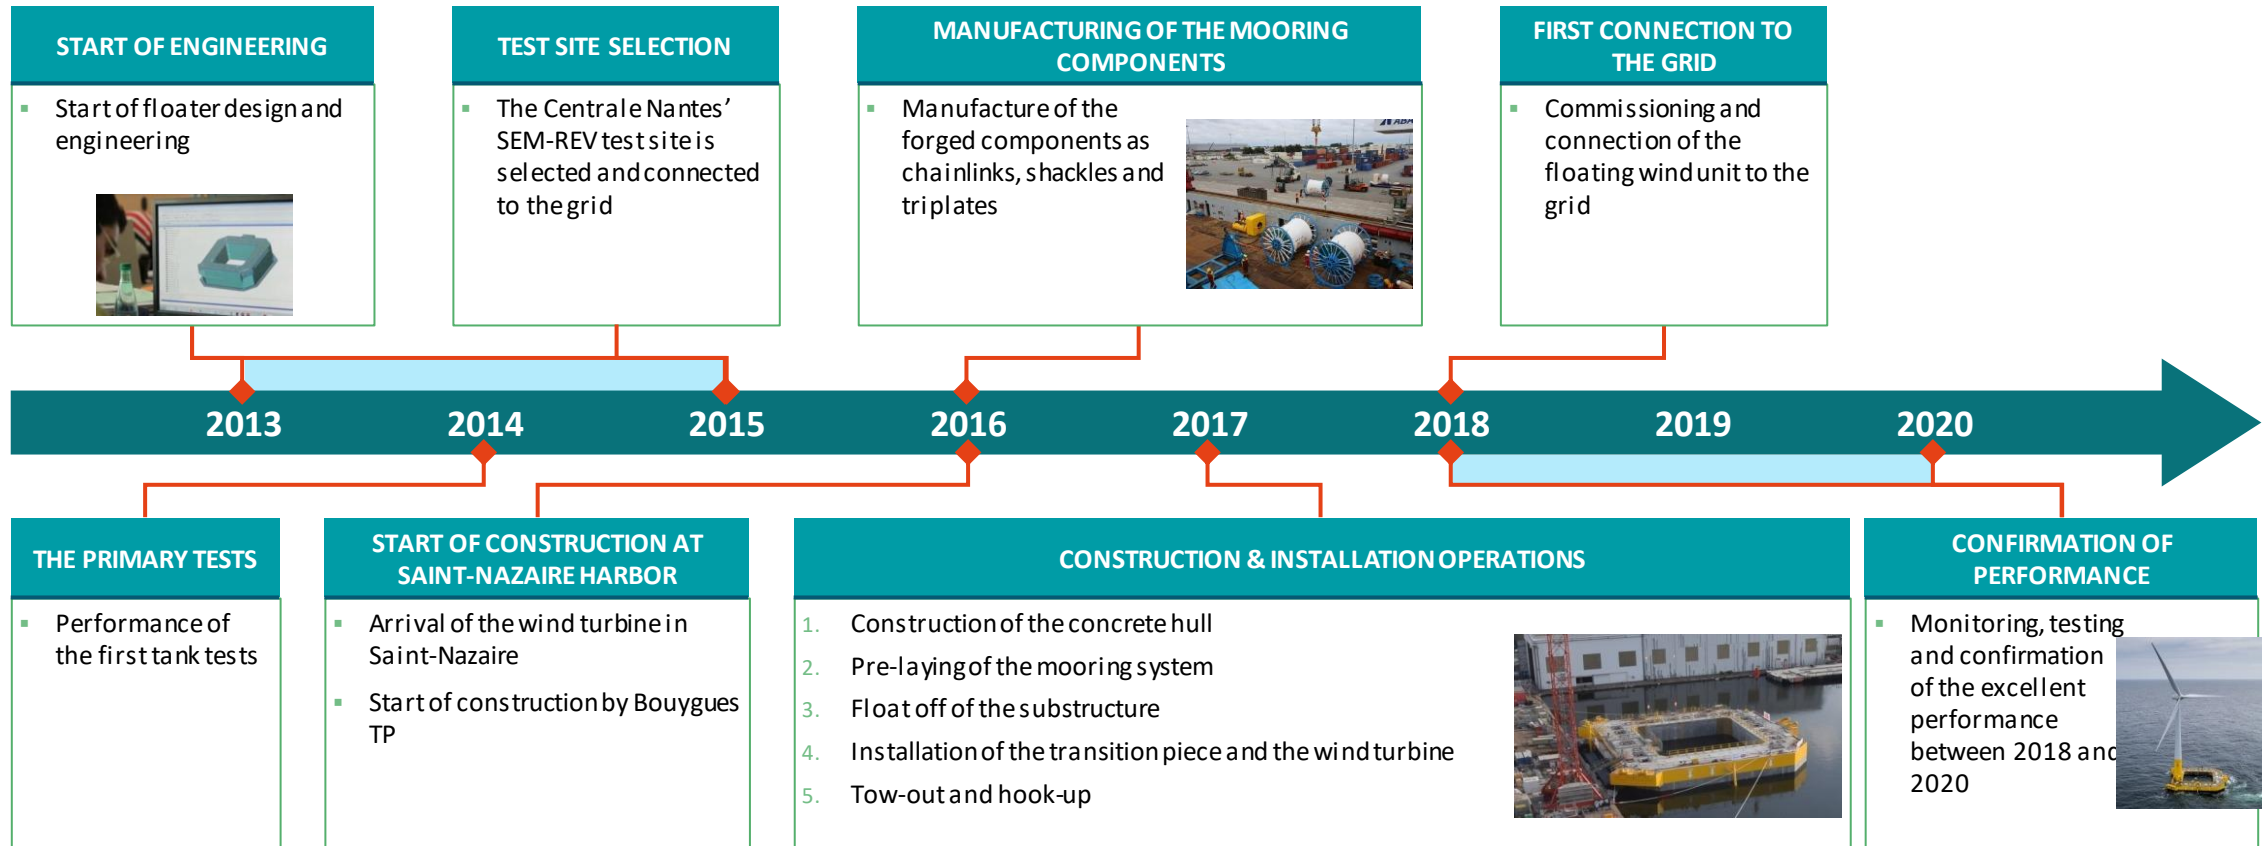 START OF ENGINEERING
Start of floater design and
engineering
TEST SITE SELECTION
The Centrale Nantes’
SEM-REV test site is
selected and connected
to the grid
MANUFACTURING OF THE MOORING
COMPONENTS
Manufacture of the
forged components as
chainlinks, shackles and
triplates
FIRST CONNECTION TO
THE GRID
Commissioning and
connection of the
floating wind unit to the
grid
2013 2014 2015 2016 2017 2018 2019 2020
THE PRIMARY TESTS
Performance of
the first tank tests
START OF CONSTRUCTION AT
SAINT-NAZAIRE HARBOR
Arrival of the wind turbine in
Saint-Nazaire
Start of construction by Bouygues
TP
CONSTRUCTION & INSTALLATION OPERATIONS
1. Construction of the concrete hull
2. Pre-laying of the mooring system
3. Float off of the substructure
4. Installation of the transition piece and the wind turbine
5. Tow-out and hook-up
CONFIRMATION OF
PERFORMANCE
Monitoring, testing
and confirmation
of the excellent
performance
between 2018 and
2020